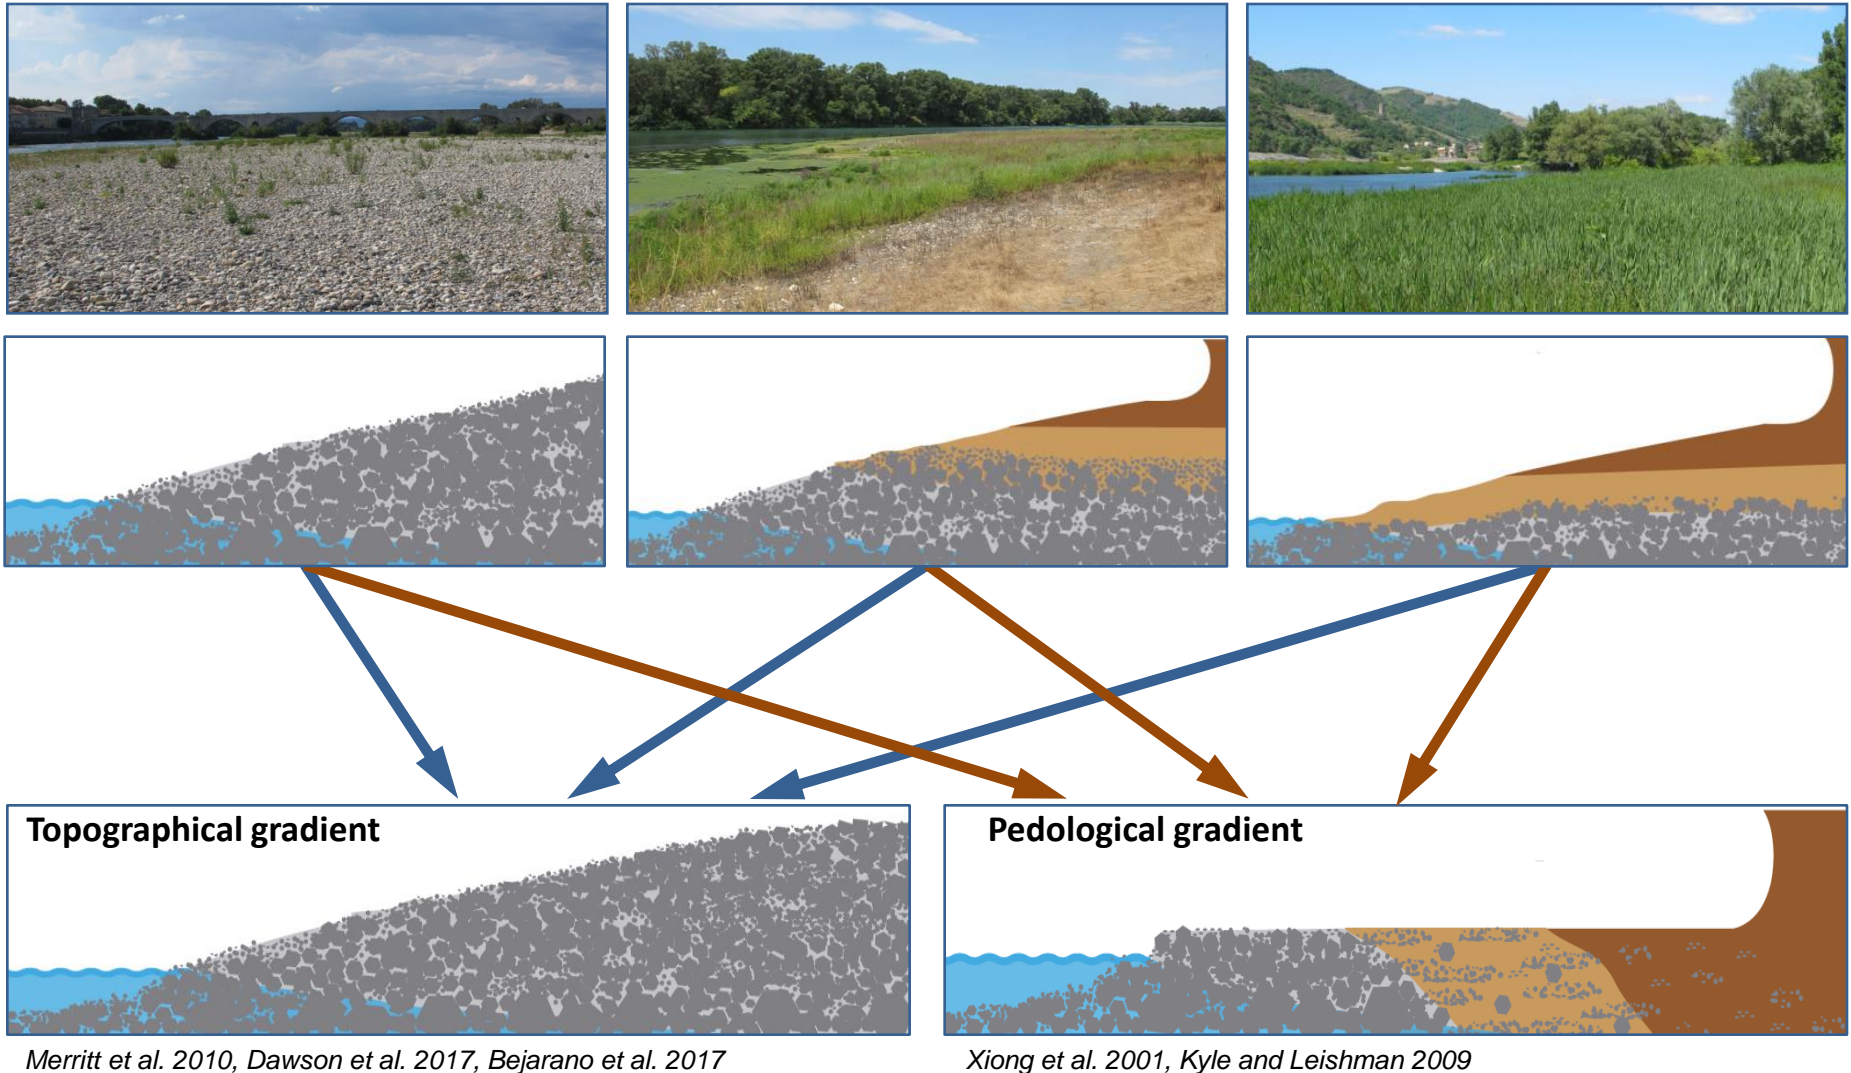 Topographical gradient
Pedological gradient
Merritt et al. 2010, Dawson et al. 2017, Bejarano et al. 2017
Xiong et al. 2001, Kyle and Leishman 2009